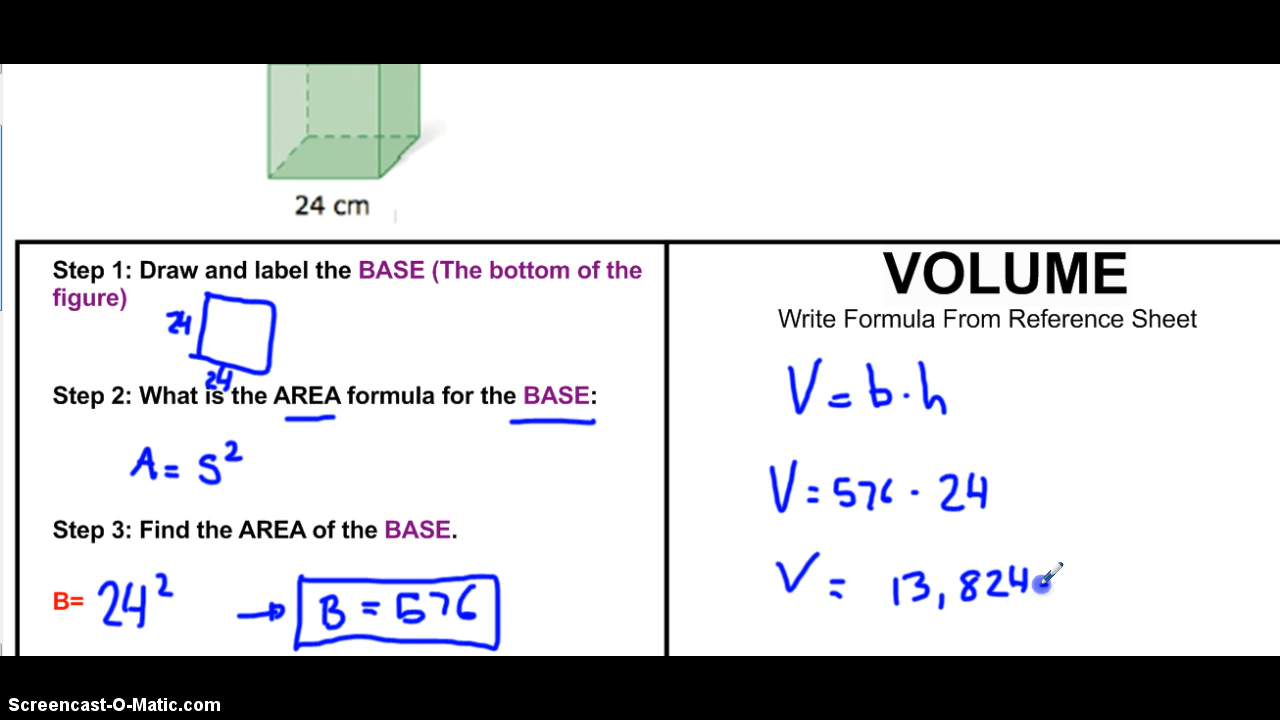 24 cm
Step 1: Draw and label the BASE (The bottom of the
figure)
24
24
Step 2: What is the AREA formula for the BASE:
A = s²
Step 3: Find the AREA of the BASE.
B= 24² → B = 576
VOLUME
Write Formula From Reference Sheet
V = b · h
V = 576 · 24
V = 13,824
Screencast-O-Matic.com